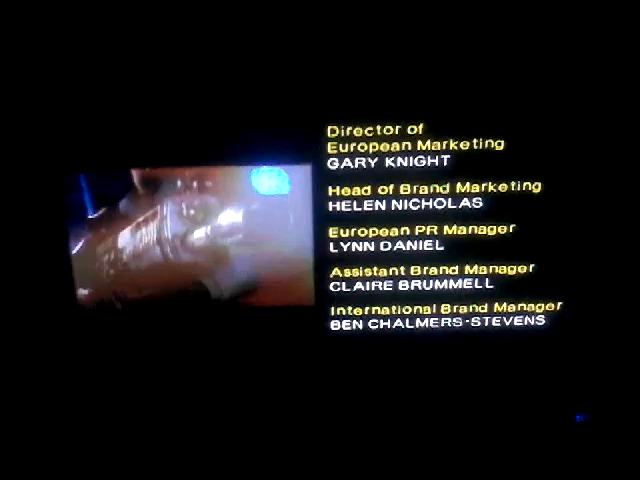 Director of
European Marketing
GARY KNIGHT
Head of Brand Marketing
HELEN NICHOLAS
European PR Manager
LYNN DANIEL
Assistant Brand Manager
CLAIRE BRUMMELL
International Brand Manager
BEN CHALMERS-STEVENS